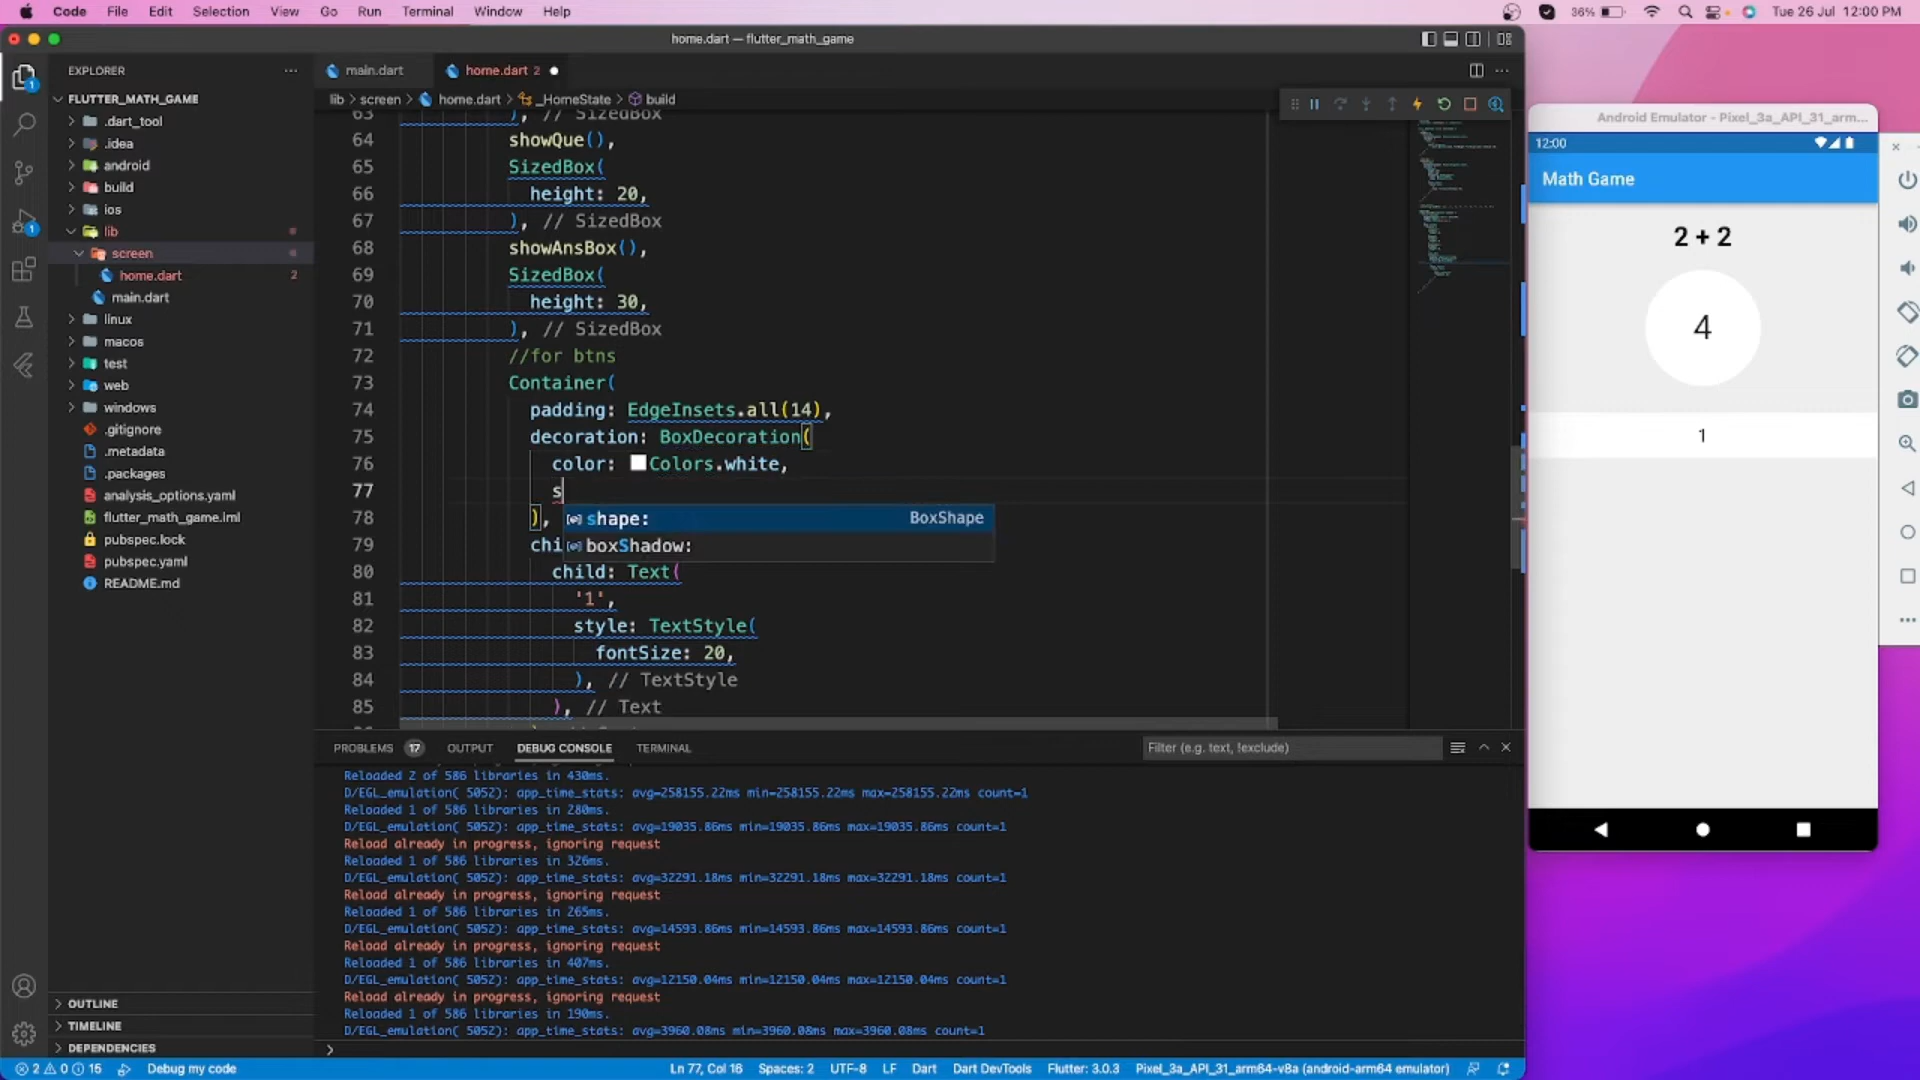 Code File Edit Selection View Go Run Terminal Window Help
36% Tue 26 Jul 12:00 PM
home.dart — flutter_math_game
EXPLORER
FLUTTER_MATH_GAME
.dart_tool
.idea
android
build
ios
lib
screen
home.dart 2
main.dart
linux
macos
test
web
windows
.gitignore
.metadata
.packages
analysis_options.yaml
flutter_math_game.iml
pubspec.lock
pubspec.yaml
README.md
OUTLINE
TIMELINE
DEPENDENCIES
main.dart home.dart 2
lib > screen > home.dart > _HomeState > build
63 ), // SizedBox
64 showQue(),
65 SizedBox(
66 height: 20,
67 ), // SizedBox
68 showAnsBox(),
69 SizedBox(
70 height: 30,
71 ), // SizedBox
72 //for btns
73 Container(
74 padding: EdgeInsets.all(14),
75 decoration: BoxDecoration(
76 color: Colors.white,
77 s
78 ),
shape: BoxShape
79 chi
boxShadow:
80 child: Text(
81 '1',
82 style: TextStyle(
83 fontSize: 20,
84 ), // TextStyle
85 ), // Text
PROBLEMS 17 OUTPUT DEBUG CONSOLE TERMINAL
Filter (e.g. text, !exclude)
Reloaded 2 of 586 libraries in 430ms.
D/EGL_emulation( 5052): app_time_stats: avg=258155.22ms min=258155.22ms max=258155.22ms count=1
Reloaded 1 of 586 libraries in 280ms.
D/EGL_emulation( 5052): app_time_stats: avg=19035.86ms min=19035.86ms max=19035.86ms count=1
Reload already in progress, ignoring request
Reloaded 1 of 586 libraries in 326ms.
D/EGL_emulation( 5052): app_time_stats: avg=32291.18ms min=32291.18ms max=32291.18ms count=1
Reload already in progress, ignoring request
Reloaded 1 of 586 libraries in 265ms.
D/EGL_emulation( 5052): app_time_stats: avg=14593.86ms min=14593.86ms max=14593.86ms count=1
Reload already in progress, ignoring request
Reloaded 1 of 586 libraries in 407ms.
D/EGL_emulation( 5052): app_time_stats: avg=12150.04ms min=12150.04ms max=12150.04ms count=1
Reload already in progress, ignoring request
Reloaded 1 of 586 libraries in 190ms.
D/EGL_emulation( 5052): app_time_stats: avg=3960.08ms min=3960.08ms max=3960.08ms count=1
2 0 15 Debug my code Ln 77, Col 16 Spaces: 2 UTF-8 LF Dart Dart DevTools Flutter: 3.0.3 Pixel_3a_API_31_arm64-v8a (android-arm64 emulator)
Android Emulator - Pixel_3a_API_31_arm...
12:00
Math Game
2 + 2
4
1